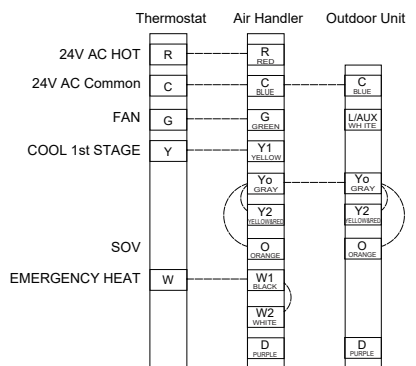 Thermostat Air Handler Outdoor Unit
24V AC HOT R R
RED
24V AC Common C C C
BLUE BLUE
FAN G G L/AUX
GREEN WH ITE
COOL 1st STAGE Y Y1
YELLOW
Yo Yo
GRAY GRAY
Y2 Y2
YELLOW&RED YELLOW&RED
SOV O O
ORANGE ORANGE
EMERGENCY HEAT W W1
BLACK
W2
WHITE
D D
PURPLE PURPLE